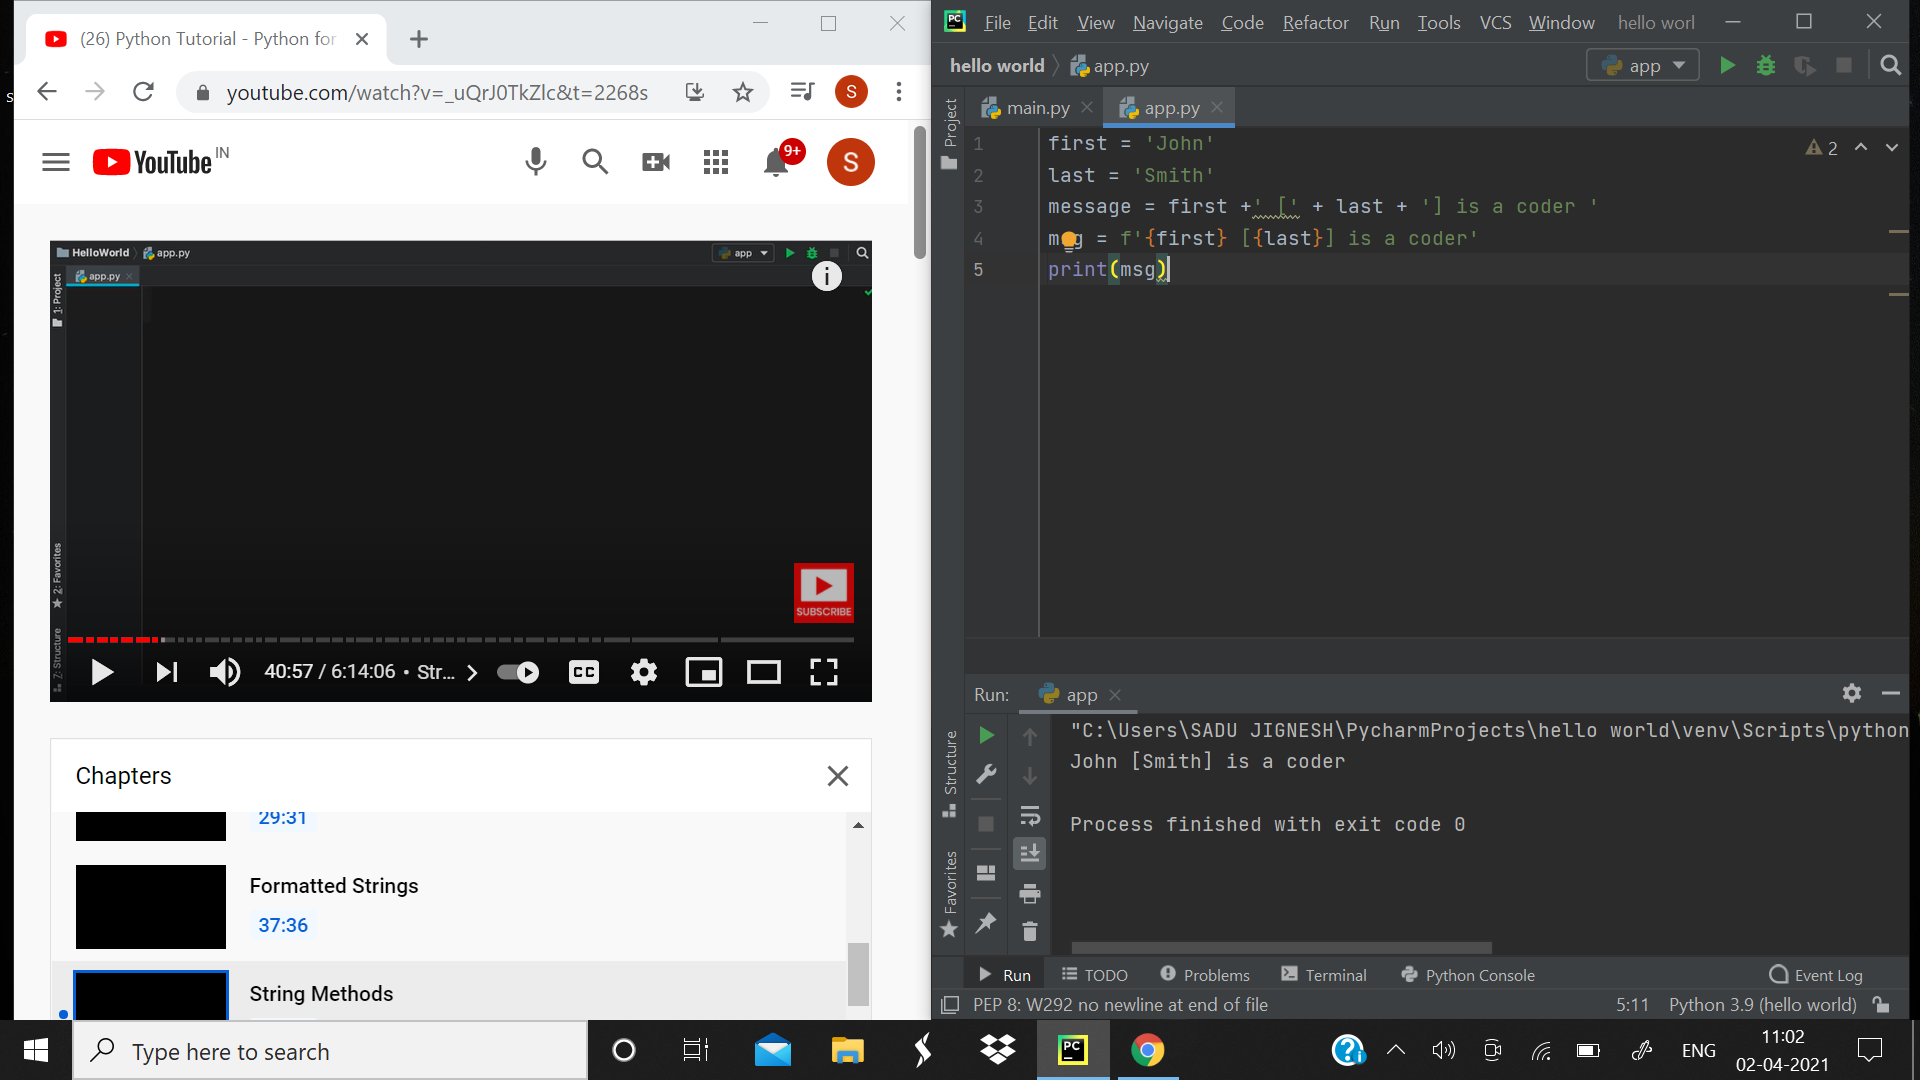 (26) Python Tutorial - Python for
youtube.com/watch?v=_uQrJ0TkZlc&t=2268s
S
YouTube IN
9+
S
HelloWorld app.py
app
app.py
1: Project
2: Favorites
7: Structure
i
SUBSCRIBE
40:57 / 6:14:06 • Str...
CC
Chapters
29:31
Formatted Strings
37:36
String Methods
PC File Edit View Navigate Code Refactor Run Tools VCS Window hello worl
hello world app.py
app
Project
main.py app.py
1 first = 'John'
2 last = 'Smith'
3 message = first +' [' + last + '] is a coder '
4 msg = f'{first} [{last}] is a coder'
5 print(msg)
2
Structure
Favorites
Run: app
"C:\Users\SADU JIGNESH\PycharmProjects\hello world\venv\Scripts\python
John [Smith] is a coder
Process finished with exit code 0
Run TODO Problems Terminal Python Console Event Log
PEP 8: W292 no newline at end of file 5:11 Python 3.9 (hello world)
Type here to search
PC
ENG
11:02
02-04-2021